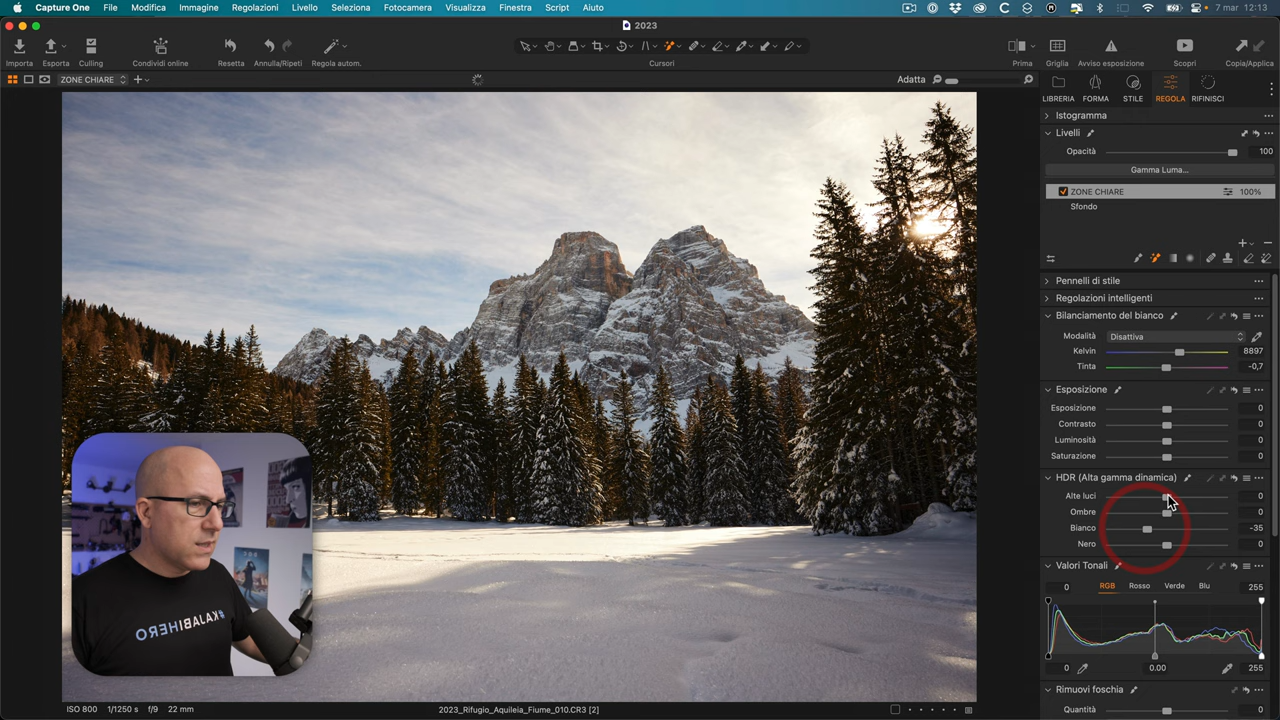 Capture One File Modifica Immagine Regolazioni Livello Seleziona Fotocamera Visualizza Finestra Script Aiuto 7 mar 12:13
2023
Importa Esporta Culling Condividi online Resetta Annulla/Ripeti Regola autom. Cursori Prima Griglia Avviso esposizione Scopri Copia/Applica
ZONE CHIARE Adatta
LIBRERIA FORMA STILE REGOLA RIFINISCI
Istogramma
Livelli
Opacità 100
Gamma Luma...
ZONE CHIARE 100%
Sfondo
Pennelli di stile
Regolazioni intelligenti
Bilanciamento del bianco
Modalità Disattiva
Kelvin 8897
Tinta -0,7
Esposizione
Esposizione 0
Contrasto 0
Luminosità 0
Saturazione 0
HDR (Alta gamma dinamica)
Alte luci 0
Ombre 0
Bianco -35
Nero 0
Valori Tonali
0 RGB Rosso Verde Blu 255
0 0.00 255
Rimuovi foschia
Quantità 0
#KALAJBIHERO
ISO 800 1/1250 s f/9 22 mm 2023_Rifugio_Aquileia_Fiume_010.CR3 [2]